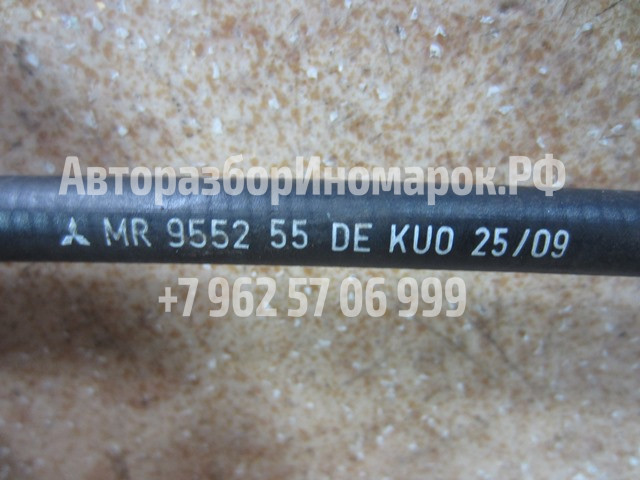 АвторазборИномарок.РФ
MR 9552 55 DE KUO 25/09
+7 962 57 06 999